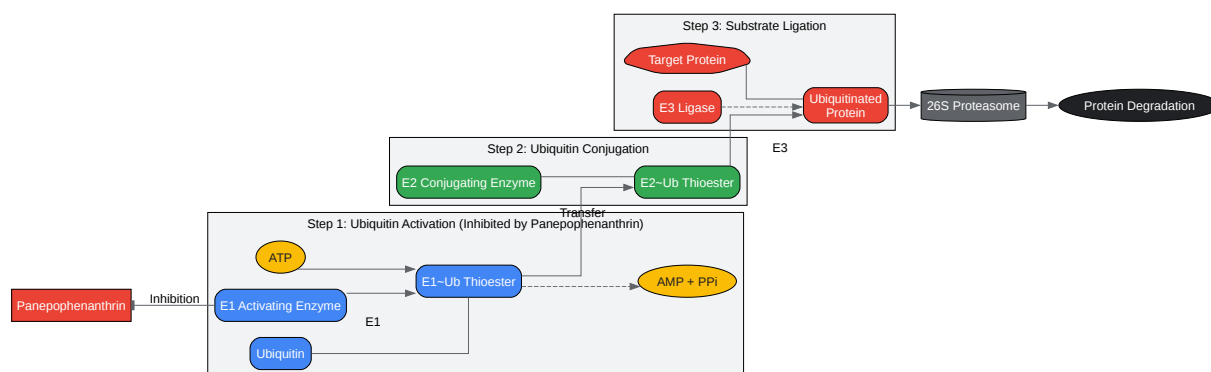 Step 3: Substrate Ligation
Target Protein
E3 Ligase
Ubiquitinated
Protein
26S Proteasome
Protein Degradation
E3
Step 2: Ubiquitin Conjugation
E2 Conjugating Enzyme
E2~Ub Thioester
Transfer
Step 1: Ubiquitin Activation (Inhibited by Panepophenanthrin)
ATP
E1~Ub Thioester
AMP + PPi
Panepophenanthrin
Inhibition
E1 Activating Enzyme
E1
Ubiquitin